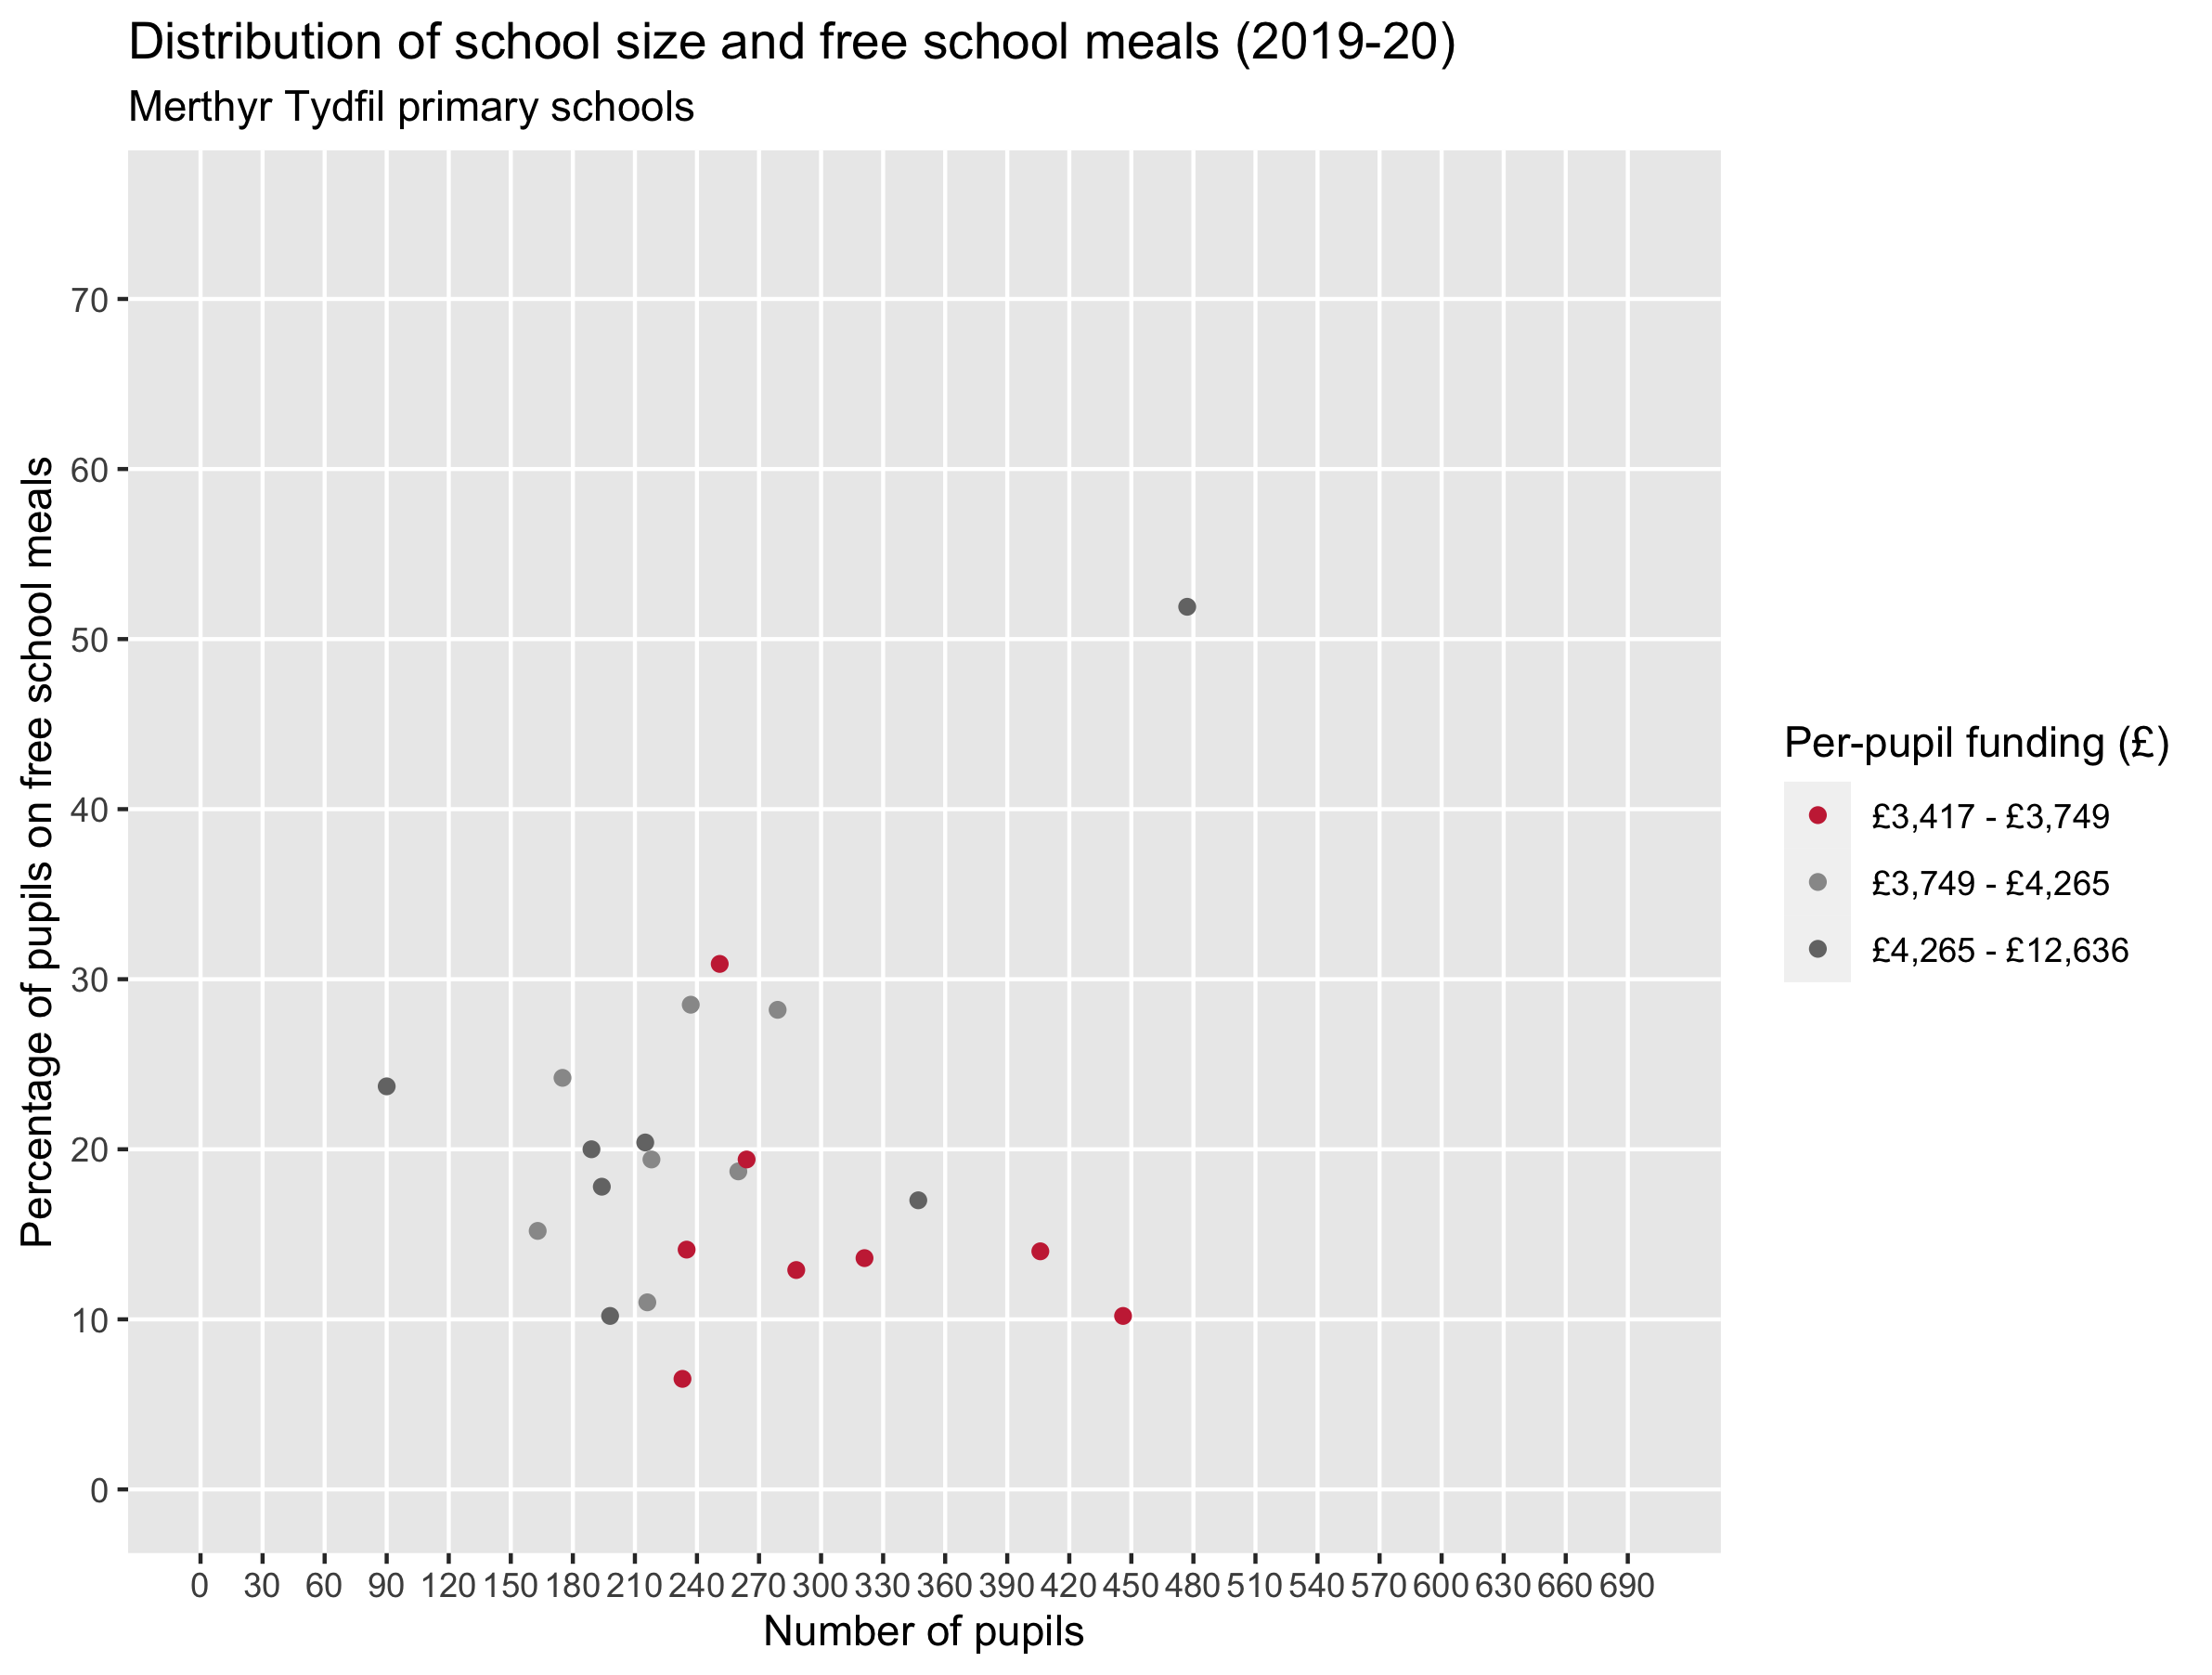 Distribution of school size and free school meals (2019-20)
Merthyr Tydfil primary schools
Percentage of pupils on free school meals
70
60
50
40
30
20
10
0
0 30 60 90 120 150 180 210 240 270 300 330 360 390 420 450 480 510 540 570 600 630 660 690
Number of pupils
Per-pupil funding (£)
£3,417 - £3,749
£3,749 - £4,265
£4,265 - £12,636